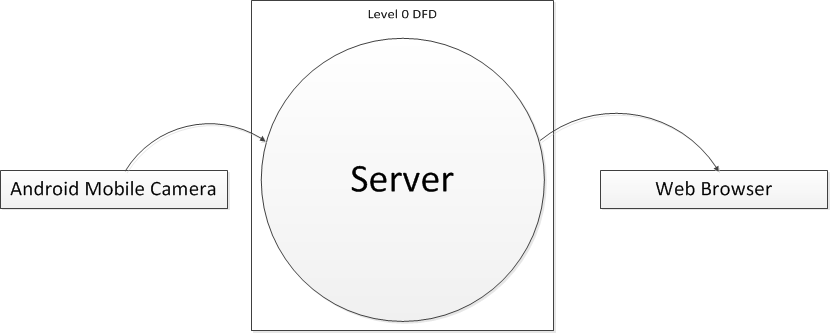 Level 0 DFD
Android Mobile Camera
Server
Web Browser